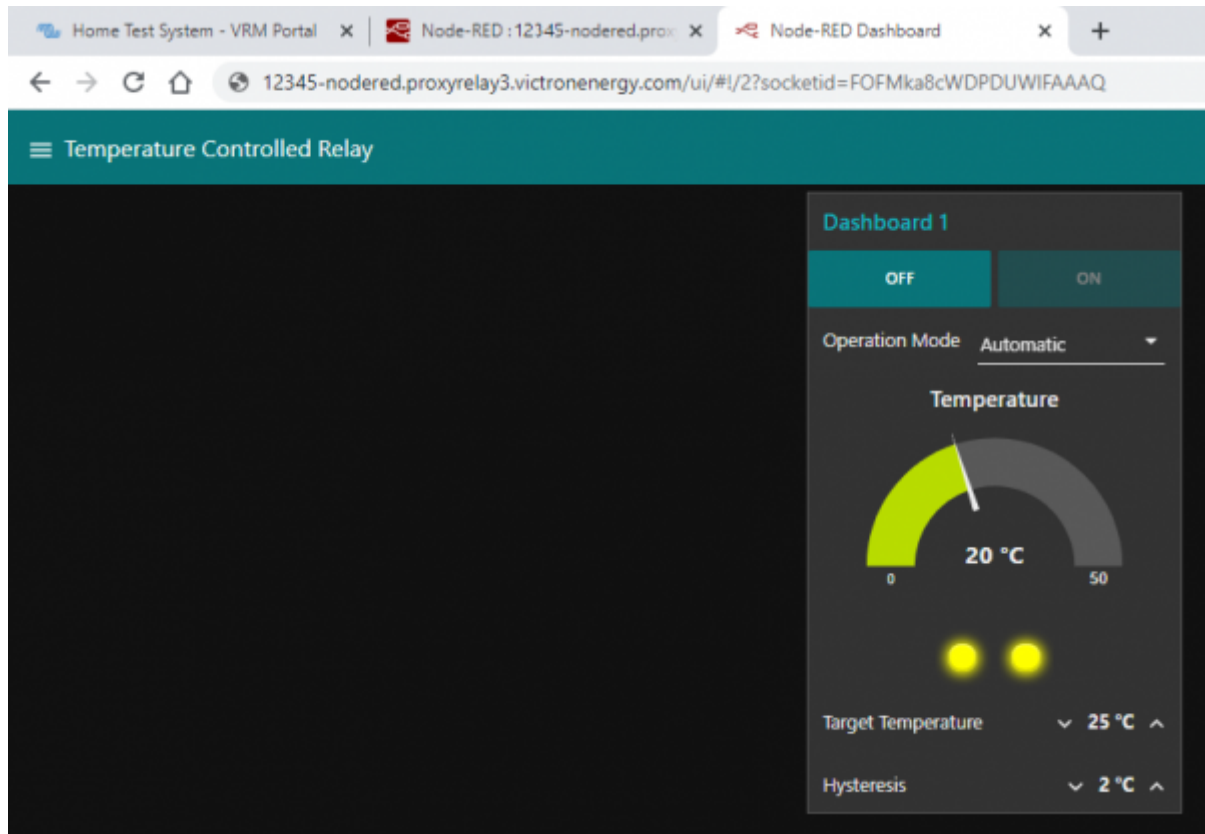 Home Test System - VRM Portal
Node-RED : 12345-nodered.prox
Node-RED Dashboard
12345-nodered.proxyrelay3.victronenergy.com/ui/#!/2?socketid=FOFMka8cWDPDUWIFAAAQ
Temperature Controlled Relay
Dashboard 1
OFF ON
Operation Mode Automatic
Temperature
20 °C
0 50
Target Temperature 25 °C
Hysteresis 2 °C